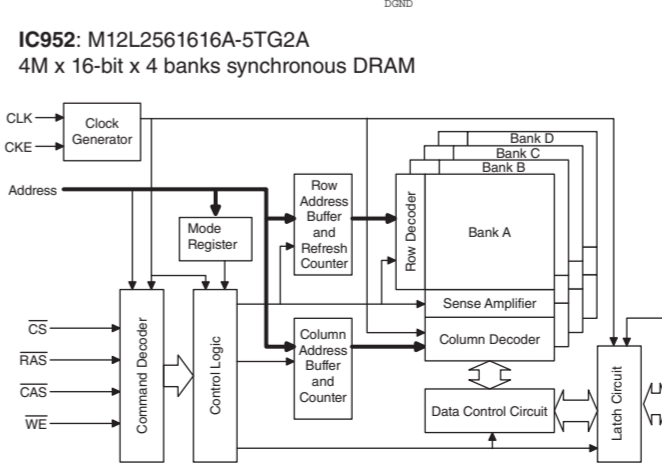 DGND
IC952: M12L2561616A-5TG2A
4M x 16-bit x 4 banks synchronous DRAM
CLK
CKE
Clock
Generator
Address
Mode
Register
Row
Address
Buffer
and
Refresh
Counter
Row Decoder
Bank D
Bank C
Bank B
Bank A
Sense Amplifier
Column Decoder
CS
RAS
CAS
WE
Command Decoder
Control Logic
Column
Address
Buffer
and
Counter
Data Control Circuit
Latch Circuit